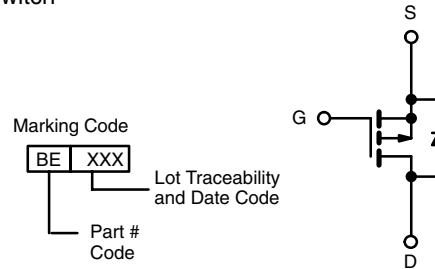 S
G
Marking Code
BE XXX
Lot Traceability
and Date Code
Part #
Code
D